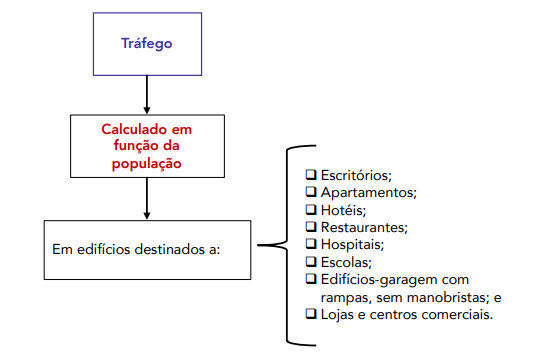 Tráfego
Calculado em
função da
população
Em edifícios destinados a:
❑ Escritórios;
❑ Apartamentos;
❑ Hotéis;
❑ Restaurantes;
❑ Hospitais;
❑ Escolas;
❑ Edifícios-garagem com
rampas, sem manobristas; e
❑ Lojas e centros comerciais.